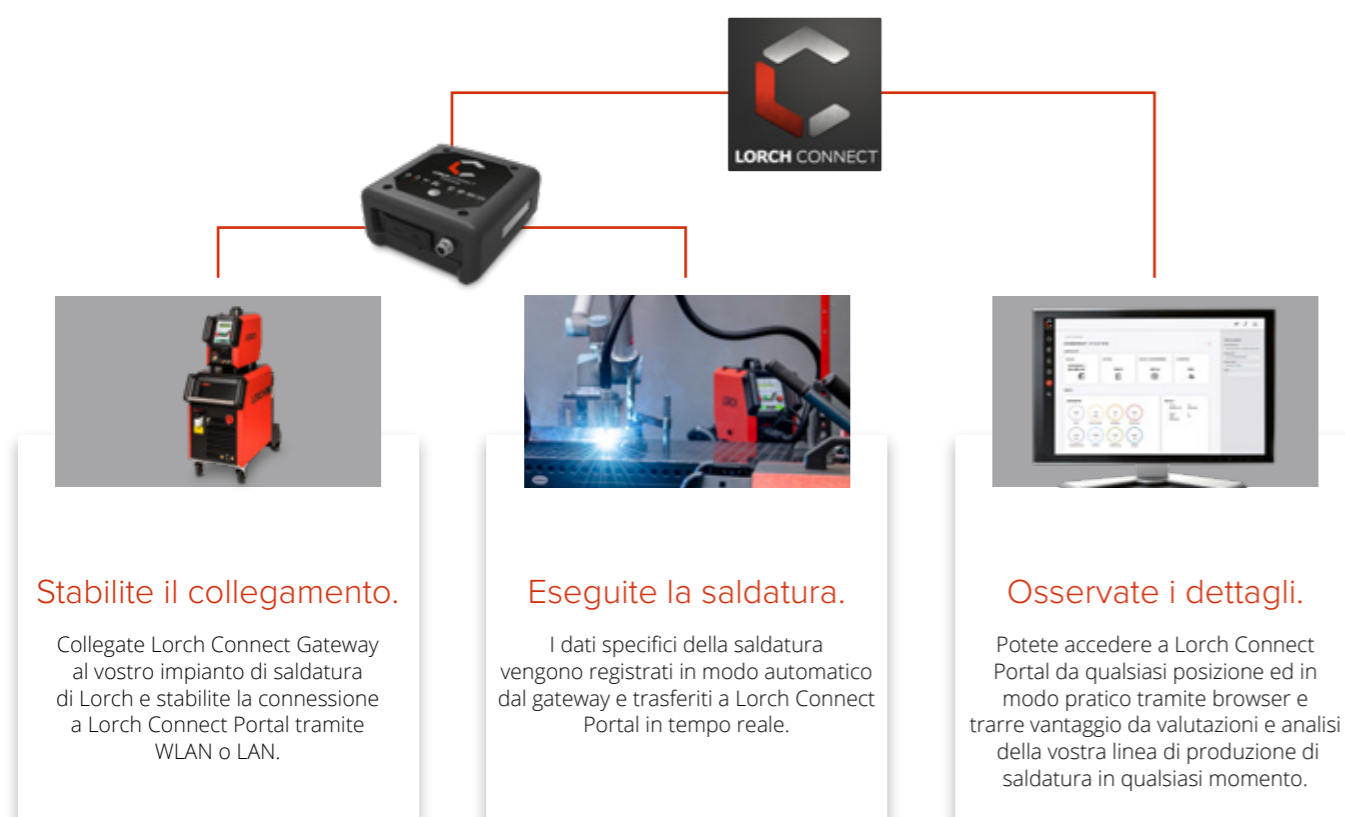 LORCH CONNECT
Stabilite il collegamento.
Collegate Lorch Connect Gateway
al vostro impianto di saldatura
di Lorch e stabilite la connessione
a Lorch Connect Portal tramite
WLAN o LAN.
Eseguite la saldatura.
I dati specifici della saldatura
vengono registrati in modo automatico
dal gateway e trasferiti a Lorch Connect
Portal in tempo reale.
Osservate i dettagli.
Potete accedere a Lorch Connect
Portal da qualsiasi posizione ed in
modo pratico tramite browser e
trarre vantaggio da valutazioni e analisi
della vostra linea di produzione di
saldatura in qualsiasi momento.